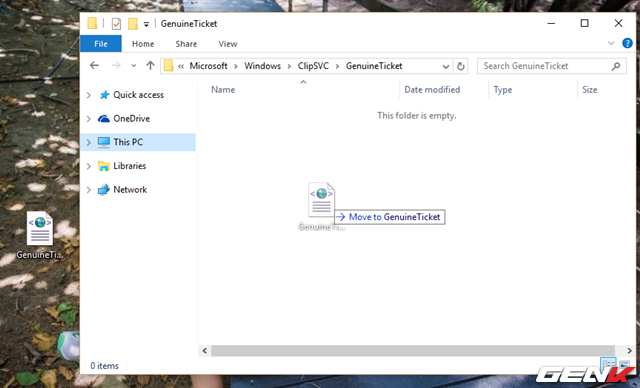 GenuineTicket
File
Home
Share
View
« Microsoft > Windows > ClipSVC > GenuineTicket
Search GenuineTicket
Quick access
OneDrive
This PC
Libraries
Network
Name
Date modified
Type
Size
This folder is empty.
GenuineTi...
→ Move to GenuineTicket
GenuineTi...
0 items
GENK